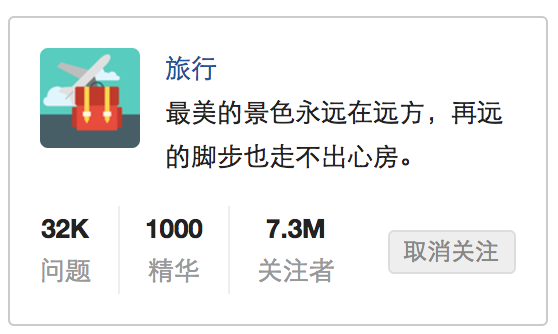 旅行
最美的景色永远在远方，再远
的脚步也走不出心房。
32K
1000
7.3M
问题
精华
关注者
取消关注